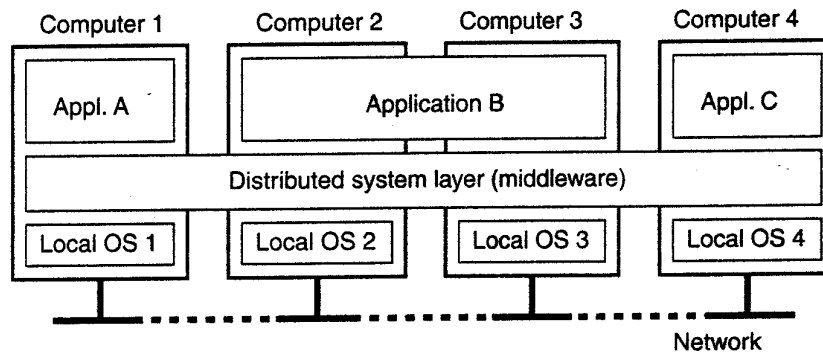 Computer 1
Computer 2
Computer 3
Computer 4
Appl. A
Application B
Appl. C
Distributed system layer (middleware)
Local OS 1
Local OS 2
Local OS 3
Local OS 4
Network